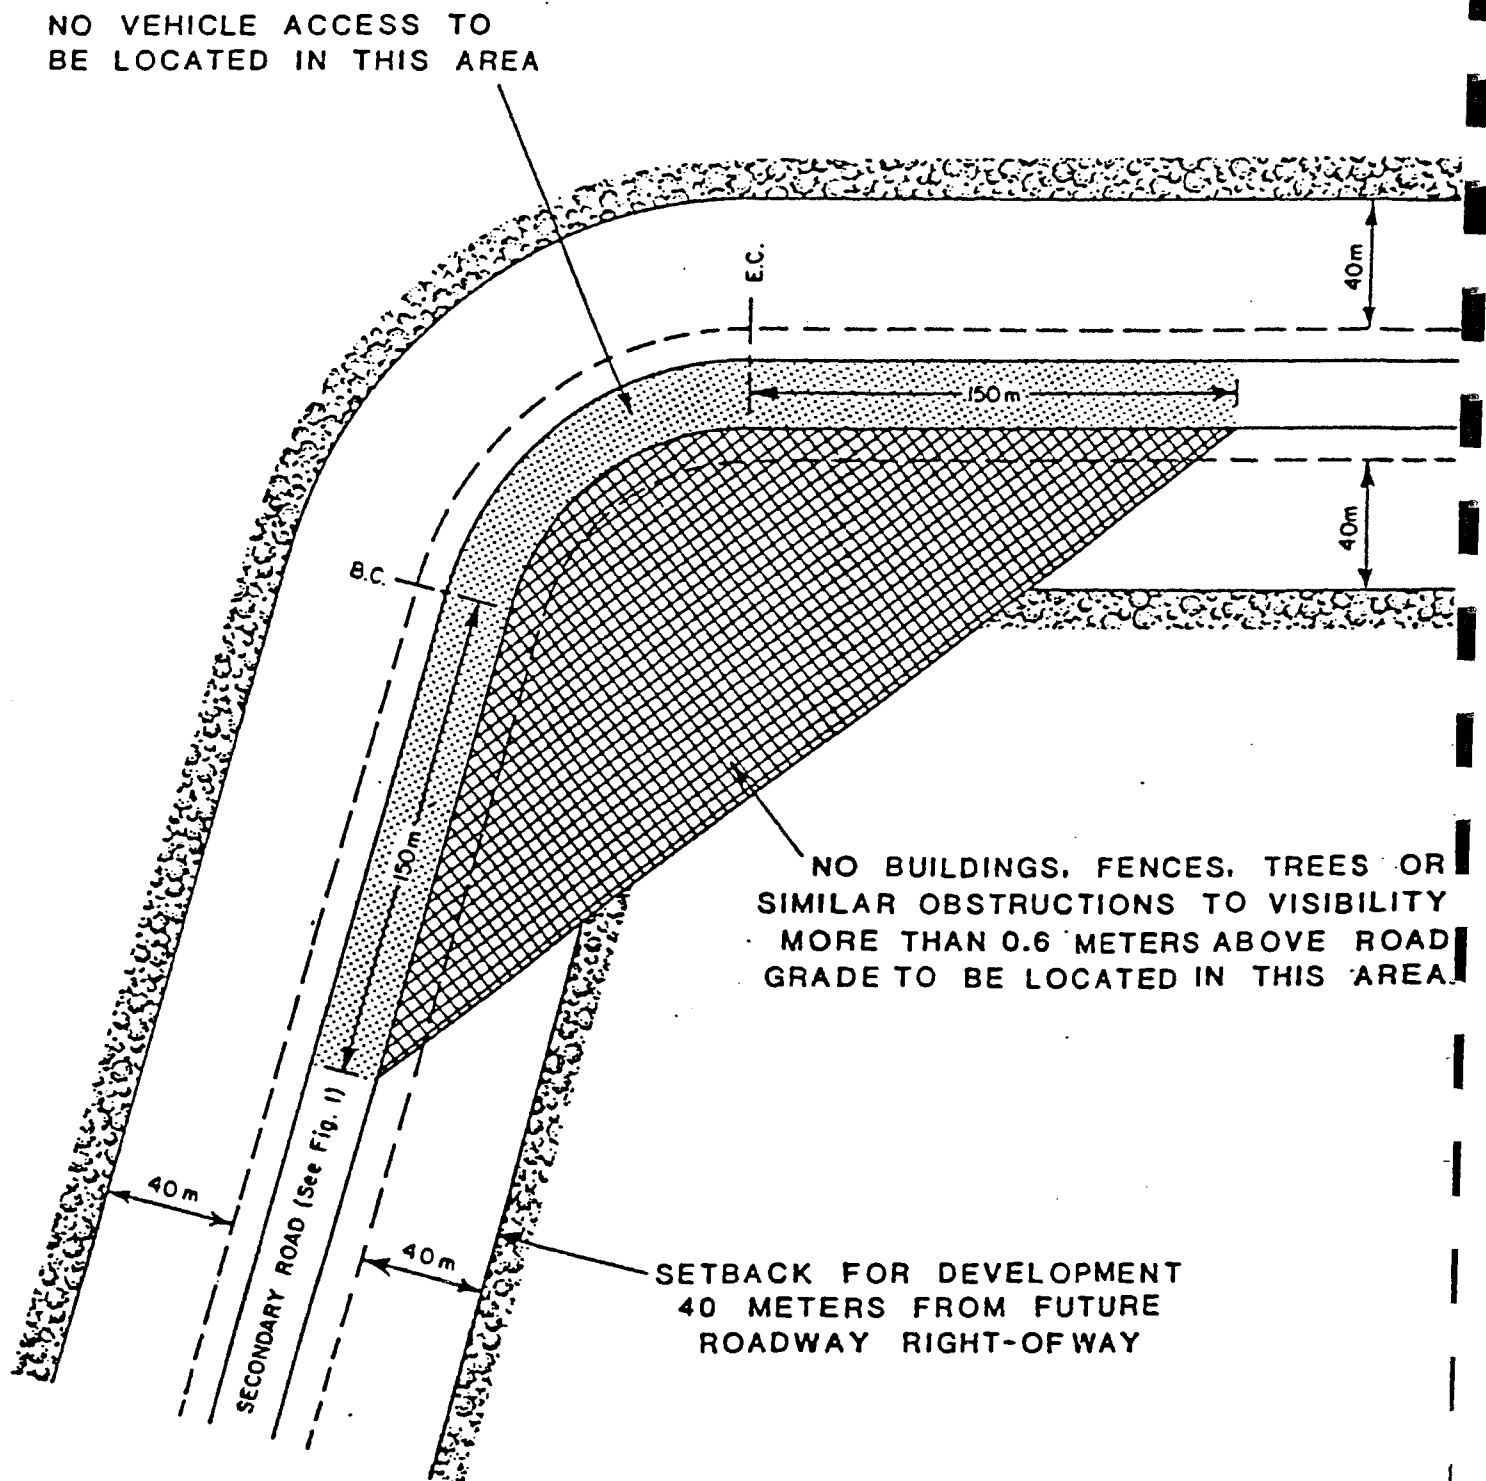 NO VEHICLE ACCESS TO
BE LOCATED IN THIS AREA
E.C.
40m
150m
40m
B.C.
150m
NO BUILDINGS, FENCES, TREES OR
SIMILAR OBSTRUCTIONS TO VISIBILITY
MORE THAN 0.6 METERS ABOVE ROAD
GRADE TO BE LOCATED IN THIS AREA.
SECONDARY ROAD (See Fig. 1)
40m
40m
SETBACK FOR DEVELOPMENT
40 METERS FROM FUTURE
ROADWAY RIGHT-OF WAY